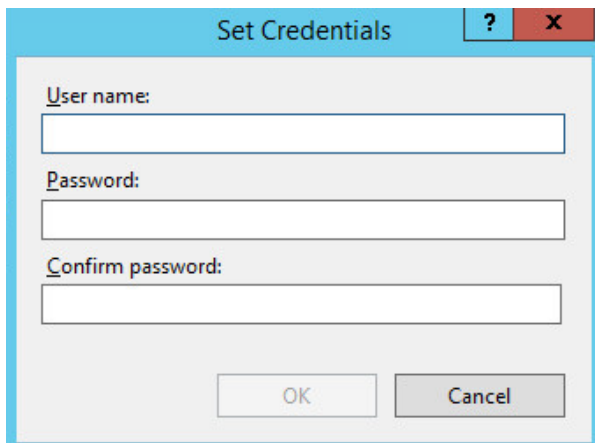 Set Credentials
? x
User name:
Password:
Confirm password:
OK Cancel